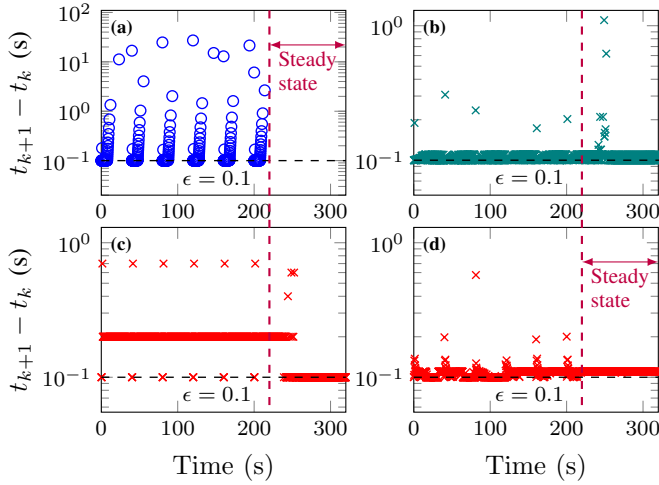 (a)
Steady
state
ϵ = 0.1
10² 10¹ 10⁰ 10⁻¹
t_{k+1} − t_k (s)
0 100 200 300
(b)
ϵ = 0.1
10⁰ 10⁻¹
0 100 200 300
(c)
ϵ = 0.1
10⁰ 10⁻¹
t_{k+1} − t_k (s)
0 100 200 300
Time (s)
(d)
Steady
state
ϵ = 0.1
10⁰ 10⁻¹
0 100 200 300
Time (s)